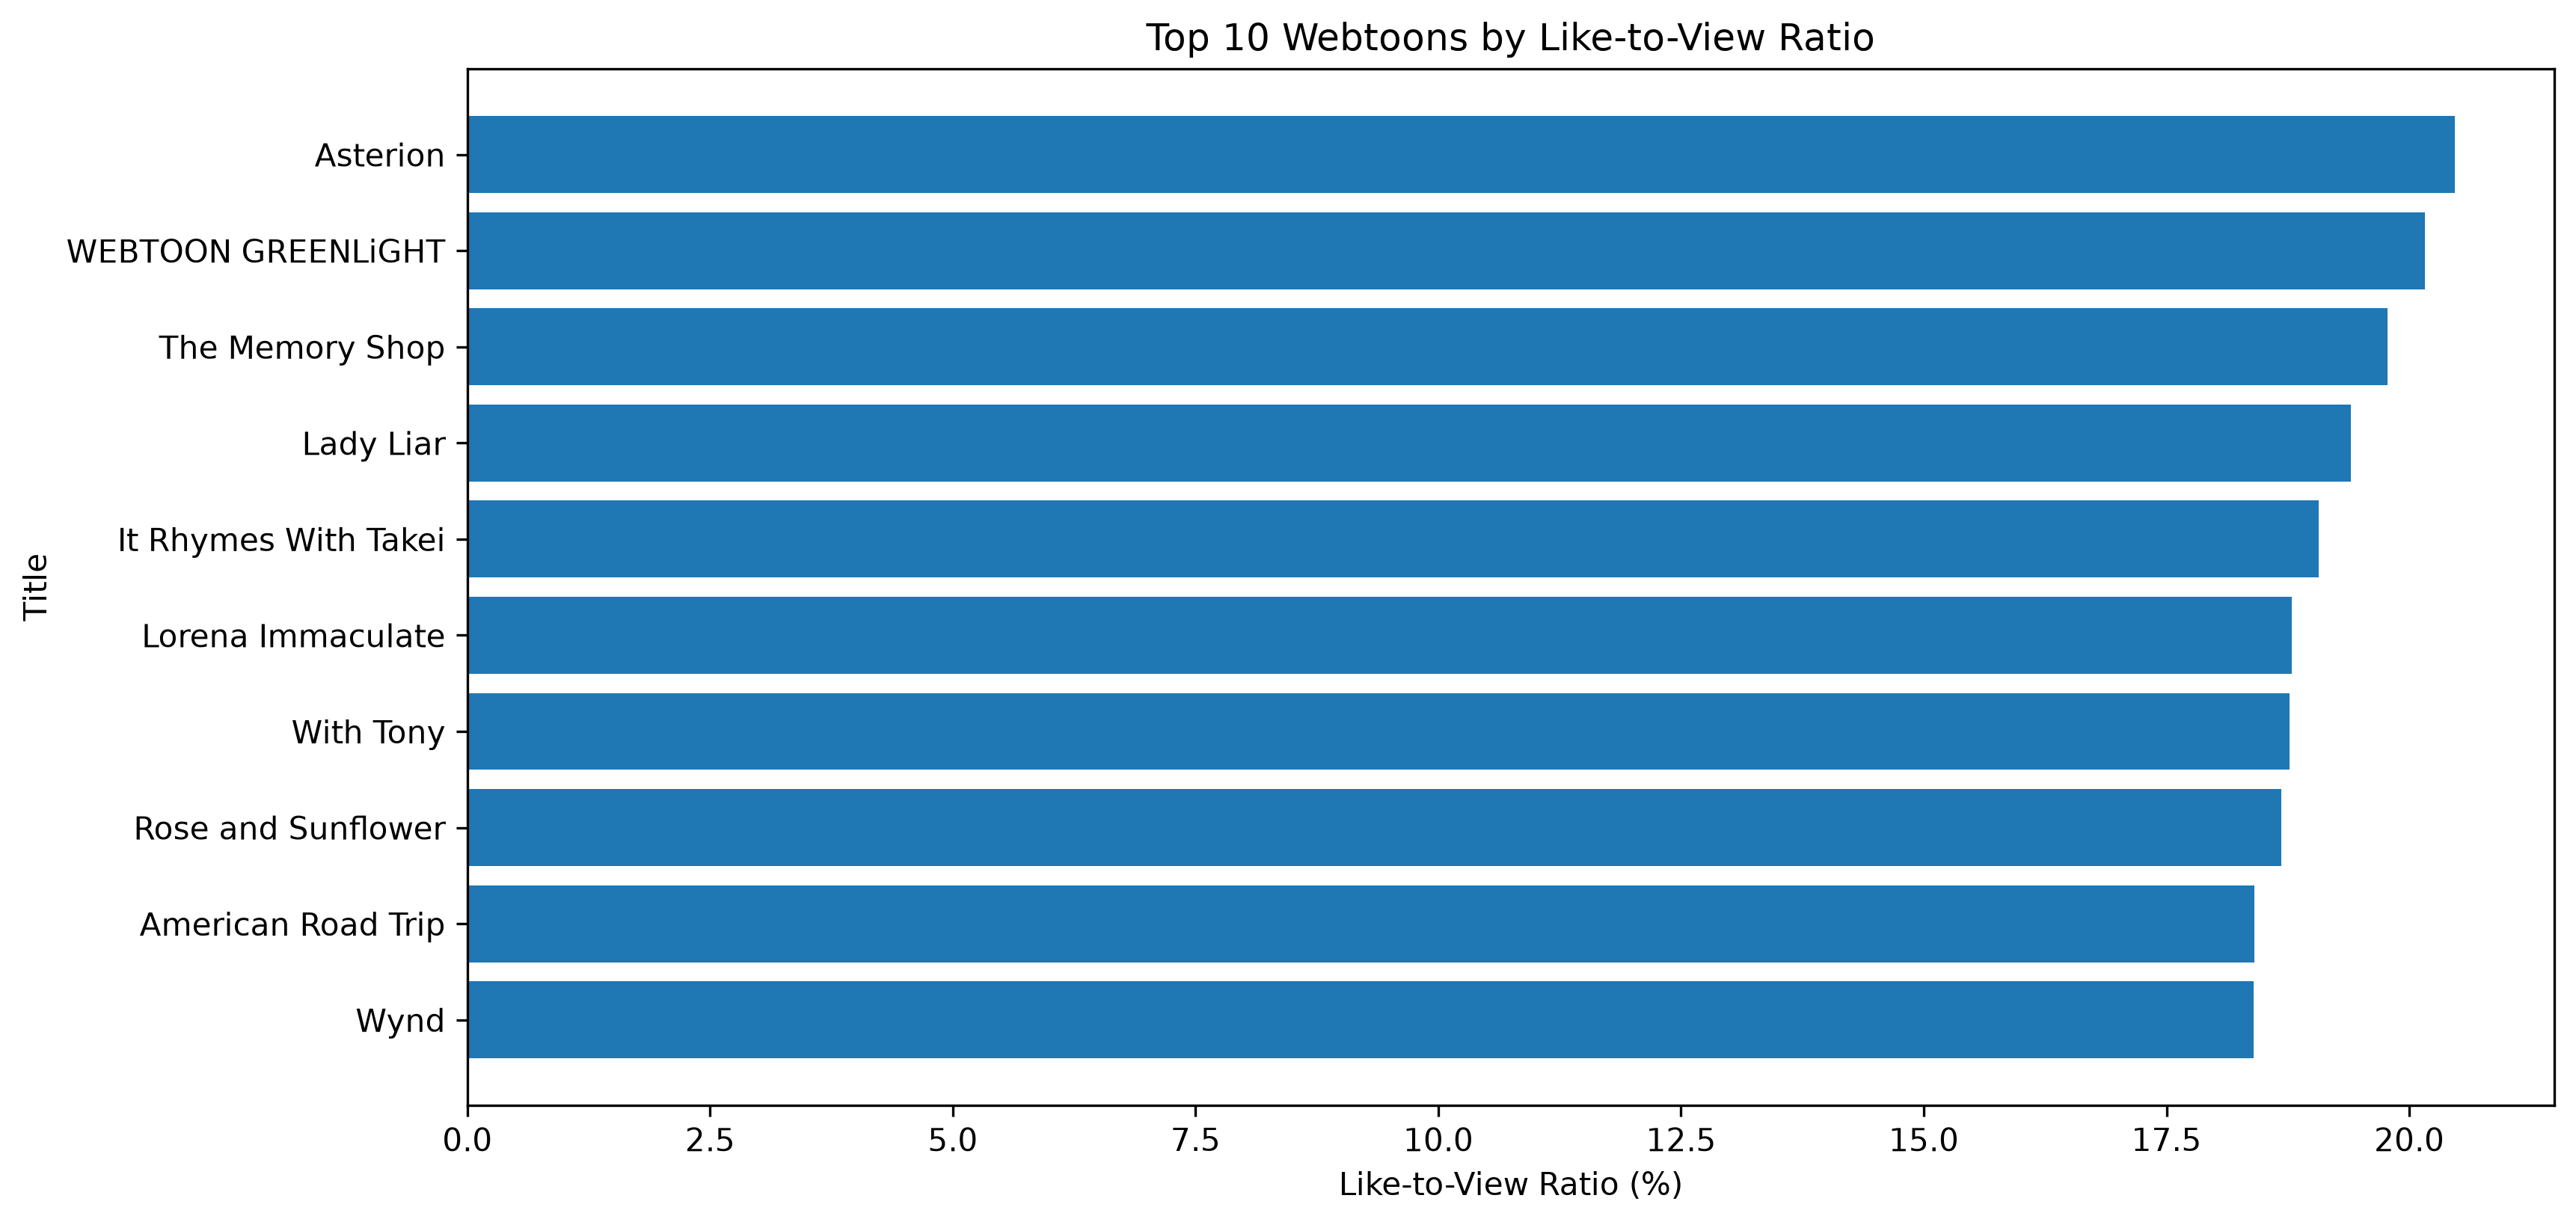 Top 10 Webtoons by Like-to-View Ratio
Title
Asterion
WEBTOON GREENLiGHT
The Memory Shop
Lady Liar
It Rhymes With Takei
Lorena Immaculate
With Tony
Rose and Sunflower
American Road Trip
Wynd
0.0 2.5 5.0 7.5 10.0 12.5 15.0 17.5 20.0
Like-to-View Ratio (%)